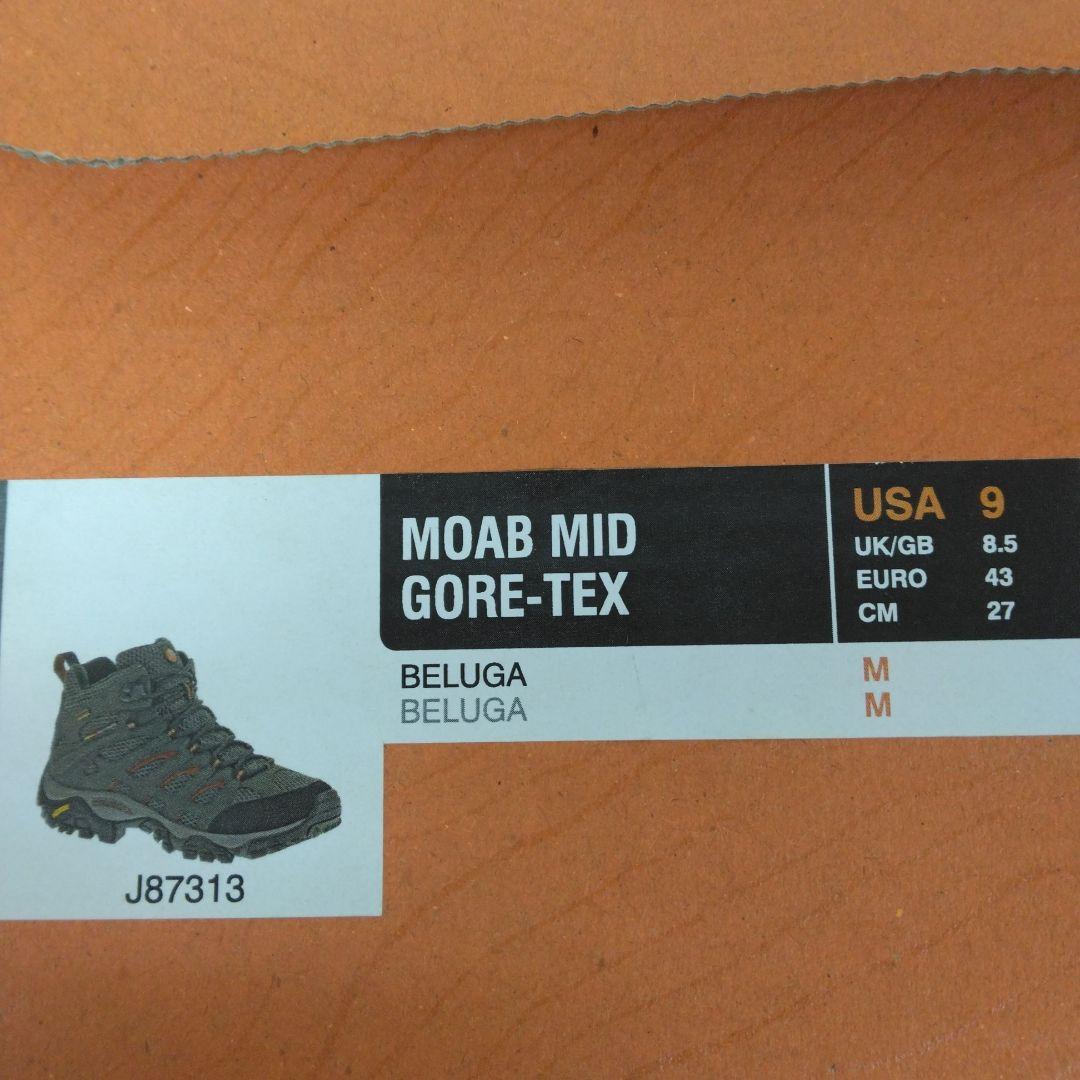 MOAB MID
GORE-TEX
USA 9
UK/GB 8.5
EURO 43
CM 27
BELUGA M
BELUGA M
J87313